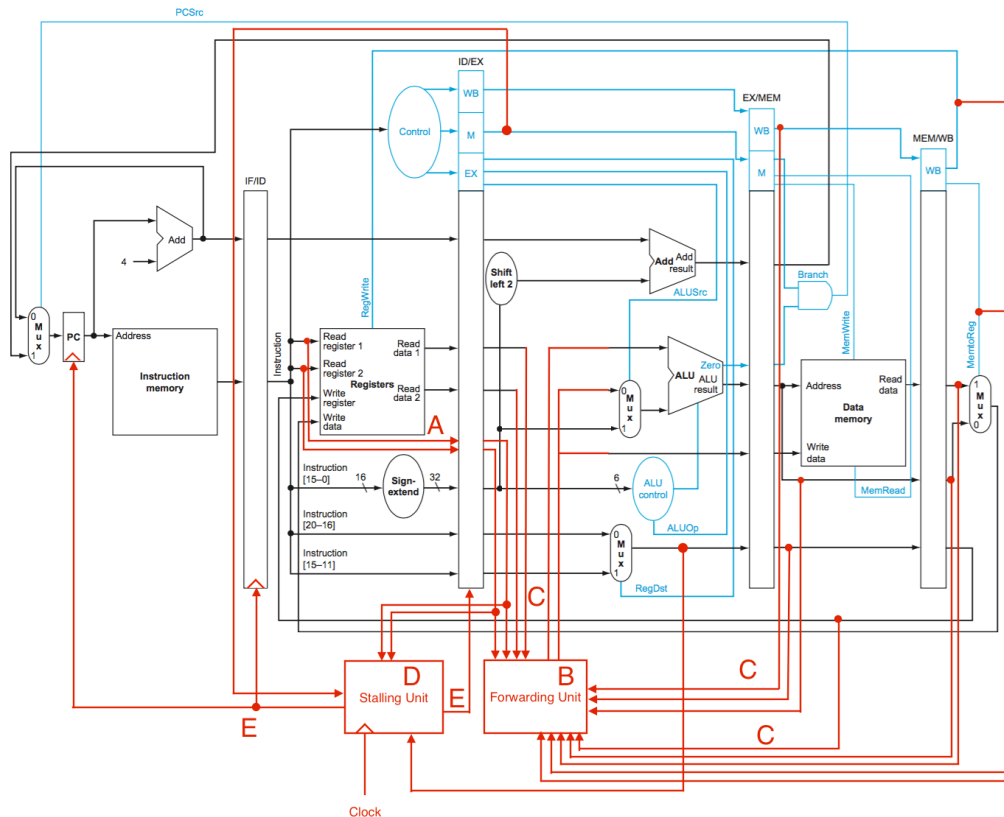 PCSrc
ID/EX
WB
EX/MEM
Control
M
WB
MEM/WB
IF/ID
EX
M
WB
Add
4
Add
Add
result
Shift
left 2
Branch
ALUSrc
RegWrite
MemWrite
MemtoReg
0
Mux
1
PC
Address
Instruction
memory
Instruction
Read
register 1
Read
data 1
Read
register 2
Registers
Read
data 2
Write
register
Write
data
Zero
ALU
ALU
result
0
Mux
1
Address
Read
data
Data
memory
Write
data
1
Mux
0
A
Instruction
[15–0]
16
Sign-
extend
32
6
ALU
control
MemRead
ALUOp
Instruction
[20–16]
0
Mux
1
Instruction
[15–11]
RegDst
C
D
Stalling Unit
E
B
Forwarding Unit
C
E
C
Clock